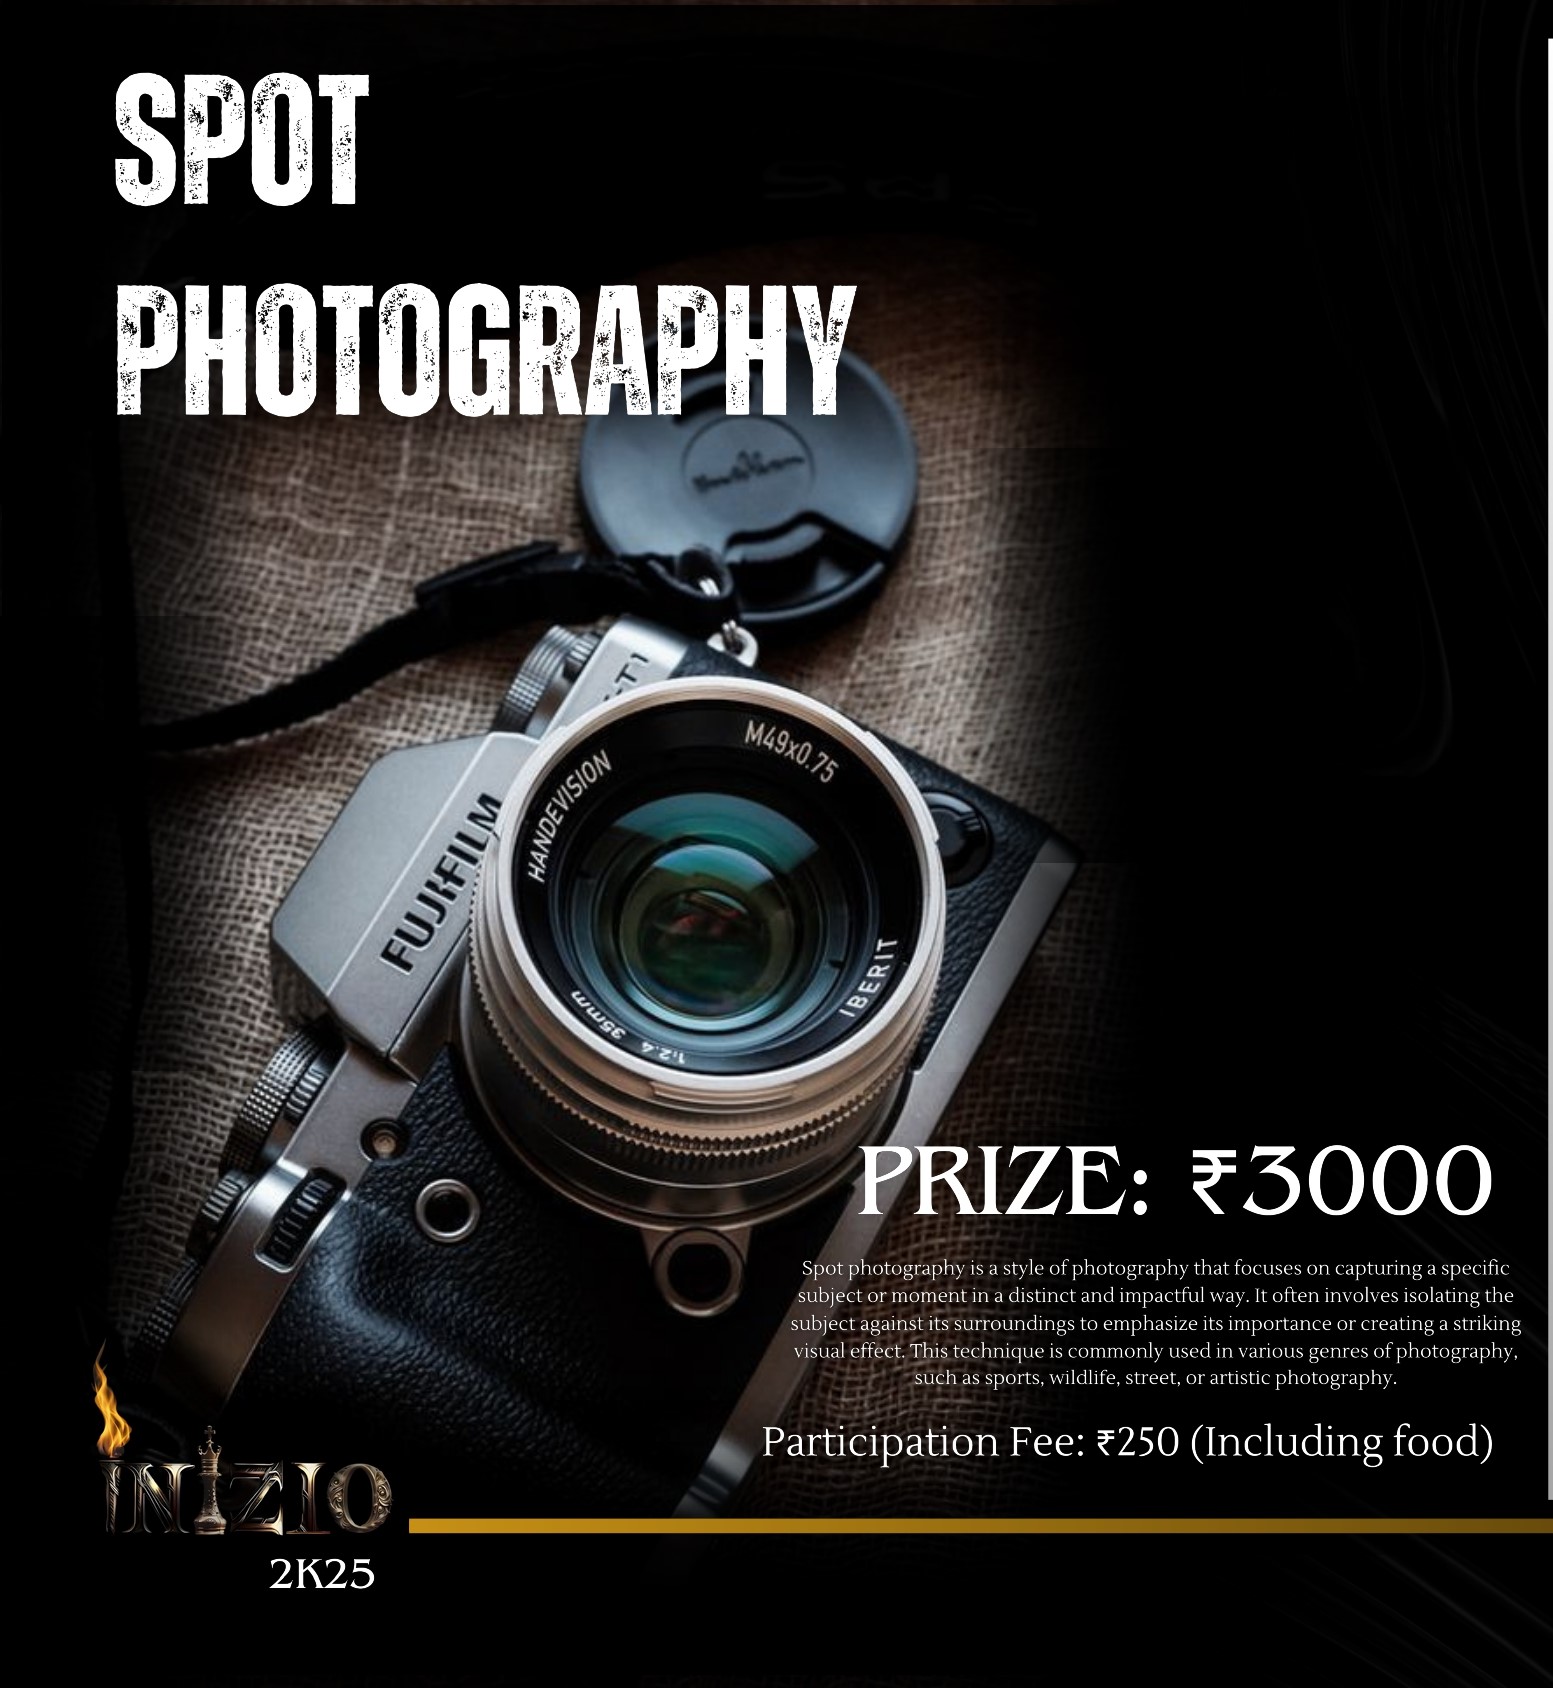 SPOT
PHOTOGRAPHY
FUJIFILM
HANDEVISION
M49x0.75
IBERIT
35mm 1:2.4
PRIZE: ₹3000
Spot photography is a style of photography that focuses on capturing a specific
subject or moment in a distinct and impactful way. It often involves isolating the
subject against its surroundings to emphasize its importance or creating a striking
visual effect. This technique is commonly used in various genres of photography,
such as sports, wildlife, street, or artistic photography.
Participation Fee: ₹250 (Including food)
INIZIO
2K25